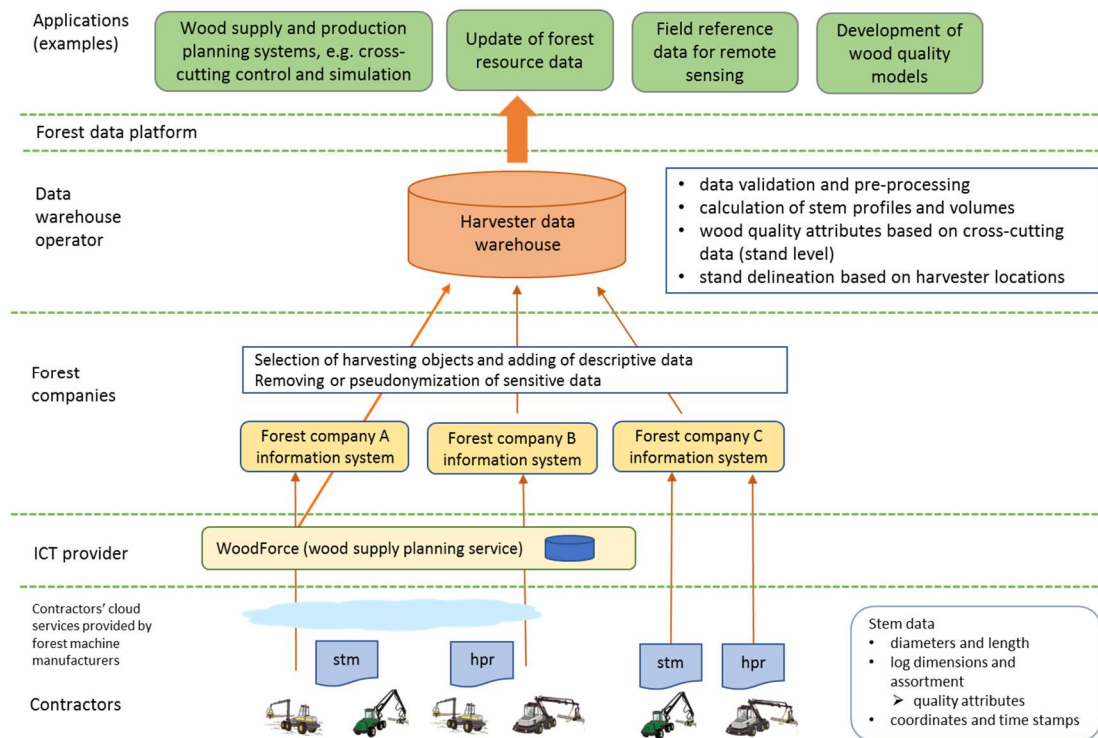 Applications
(examples)
Wood supply and production
planning systems, e.g. cross-
cutting control and simulation
Update of forest
resource data
Field reference
data for remote
sensing
Development of
wood quality
models
Forest data platform
Data
warehouse
operator
Harvester data
warehouse
• data validation and pre-processing
• calculation of stem profiles and volumes
• wood quality attributes based on cross-cutting
data (stand level)
• stand delineation based on harvester locations
Forest
companies
Selection of harvesting objects and adding of descriptive data
Removing or pseudonymization of sensitive data
Forest company A
information system
Forest company B
information system
Forest company C
information system
ICT provider
WoodForce (wood supply planning service)
Contractors' cloud
services provided by
forest machine
manufacturers
stm
hpr
stm
hpr
Contractors
Stem data
• diameters and length
• log dimensions and
assortment
➢ quality attributes
• coordinates and time stamps